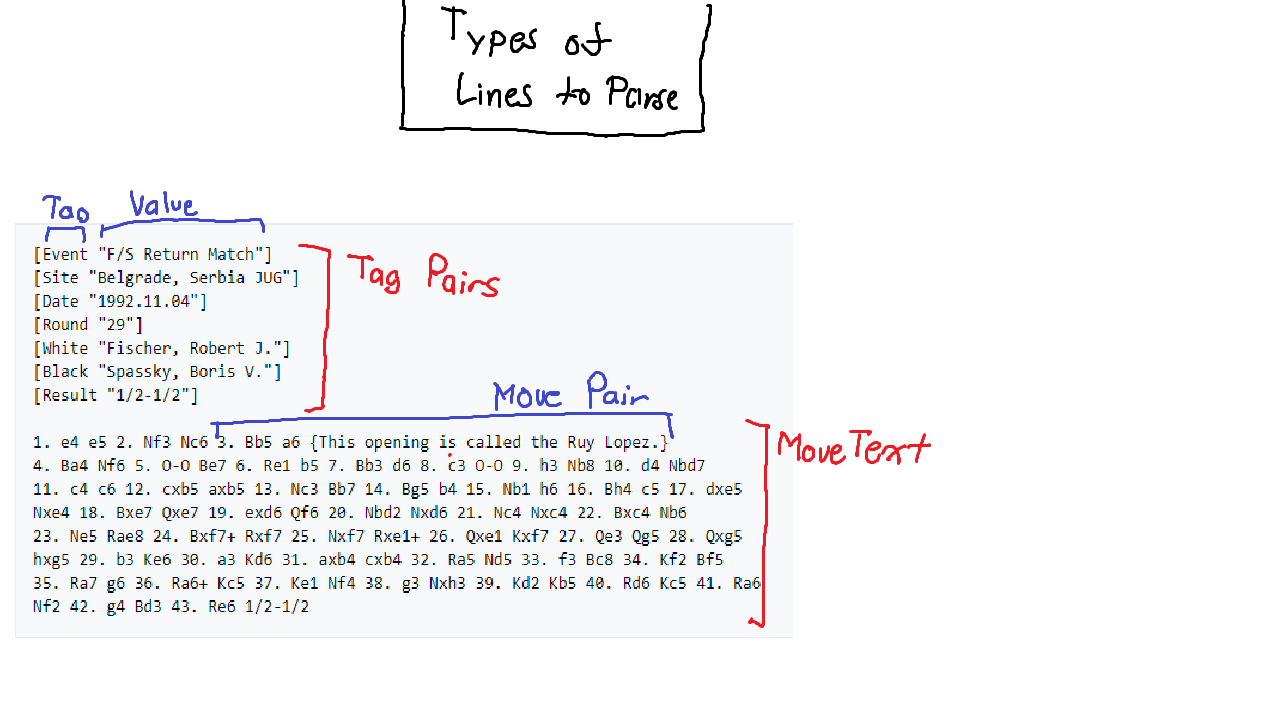 Types of
Lines to Parse
Tag Value
[Event "F/S Return Match"]
[Site "Belgrade, Serbia JUG"]
[Date "1992.11.04"]
[Round "29"]
[White "Fischer, Robert J."]
[Black "Spassky, Boris V."]
[Result "1/2-1/2"]
Tag Pairs
Move Pair
1. e4 e5 2. Nf3 Nc6 3. Bb5 a6 {This opening is called the Ruy Lopez.}
4. Ba4 Nf6 5. O-O Be7 6. Re1 b5 7. Bb3 d6 8. c3 O-O 9. h3 Nb8 10. d4 Nbd7
11. c4 c6 12. cxb5 axb5 13. Nc3 Bb7 14. Bg5 b4 15. Nb1 h6 16. Bh4 c5 17. dxe5
Nxe4 18. Bxe7 Qxe7 19. exd6 Qf6 20. Nbd2 Nxd6 21. Nc4 Nxc4 22. Bxc4 Nb6
23. Ne5 Rae8 24. Bxf7+ Rxf7 25. Nxf7 Rxe1+ 26. Qxe1 Kxf7 27. Qe3 Qg5 28. Qxg5
hxg5 29. b3 Ke6 30. a3 Kd6 31. axb4 cxb4 32. Ra5 Nd5 33. f3 Bc8 34. Kf2 Bf5
35. Ra7 g6 36. Ra6+ Kc5 37. Ke1 Nf4 38. g3 Nxh3 39. Kd2 Kb5 40. Rd6 Kc5 41. Ra6
Nf2 42. g4 Bd3 43. Re6 1/2-1/2
MoveText